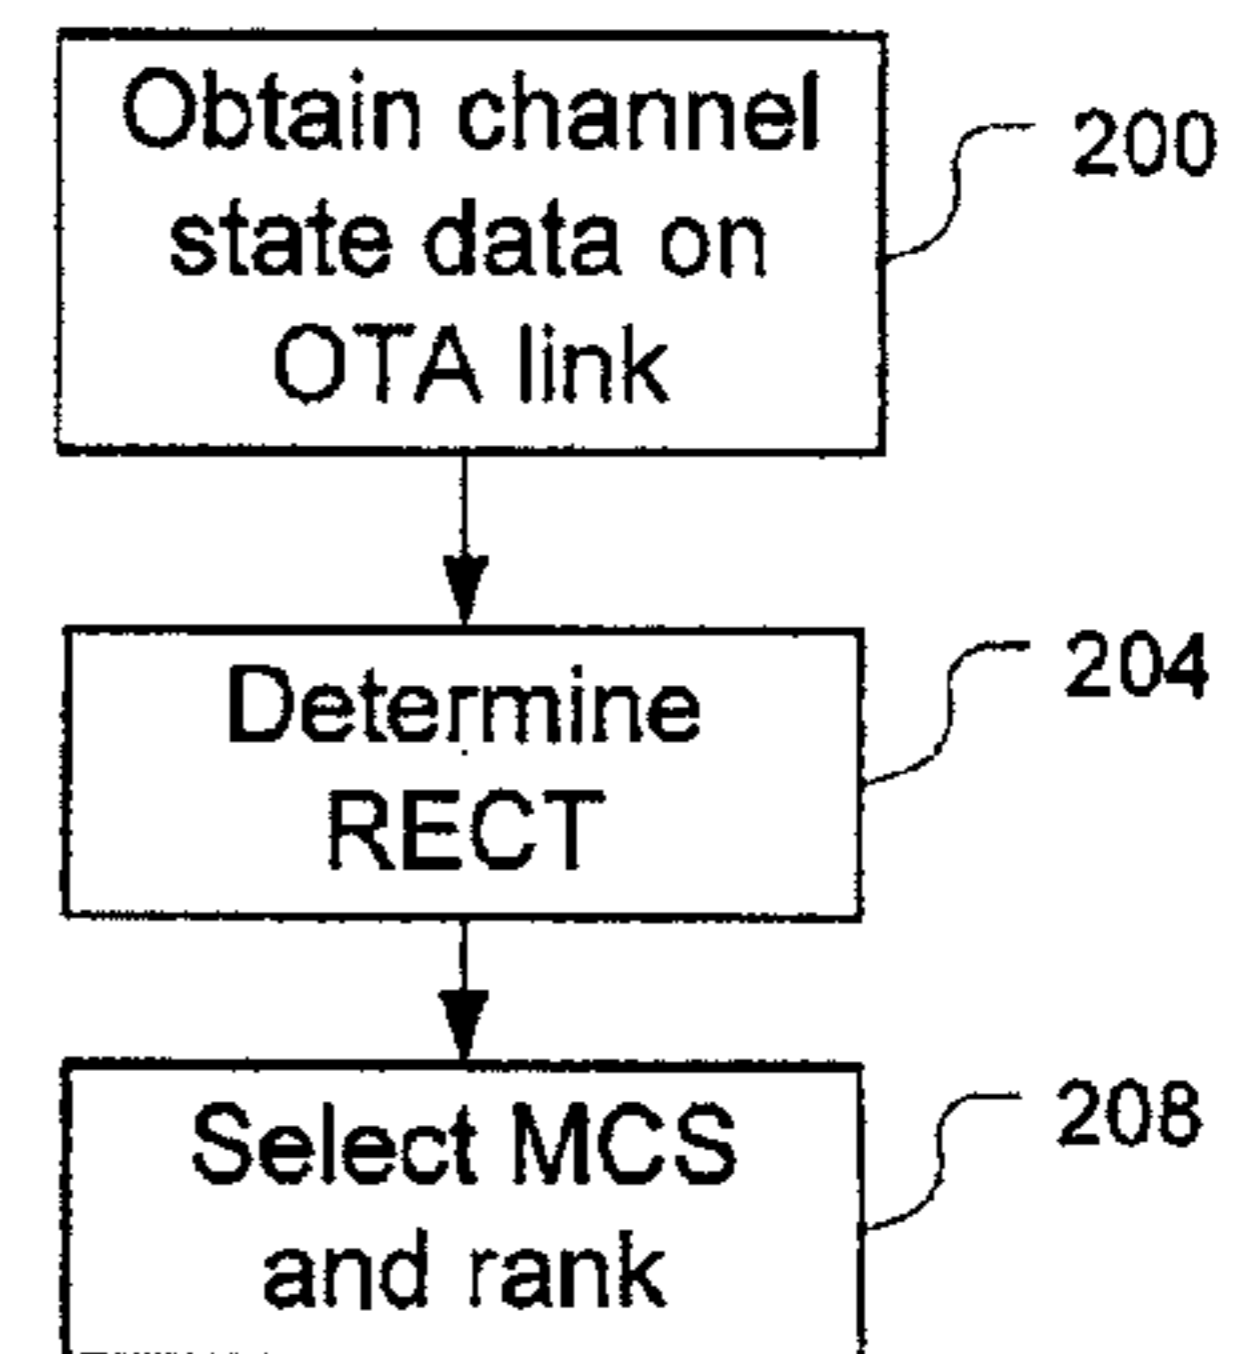 Obtain channel
state data on
OTA link
200
Determine
RECT
204
Select MCS
and rank
208